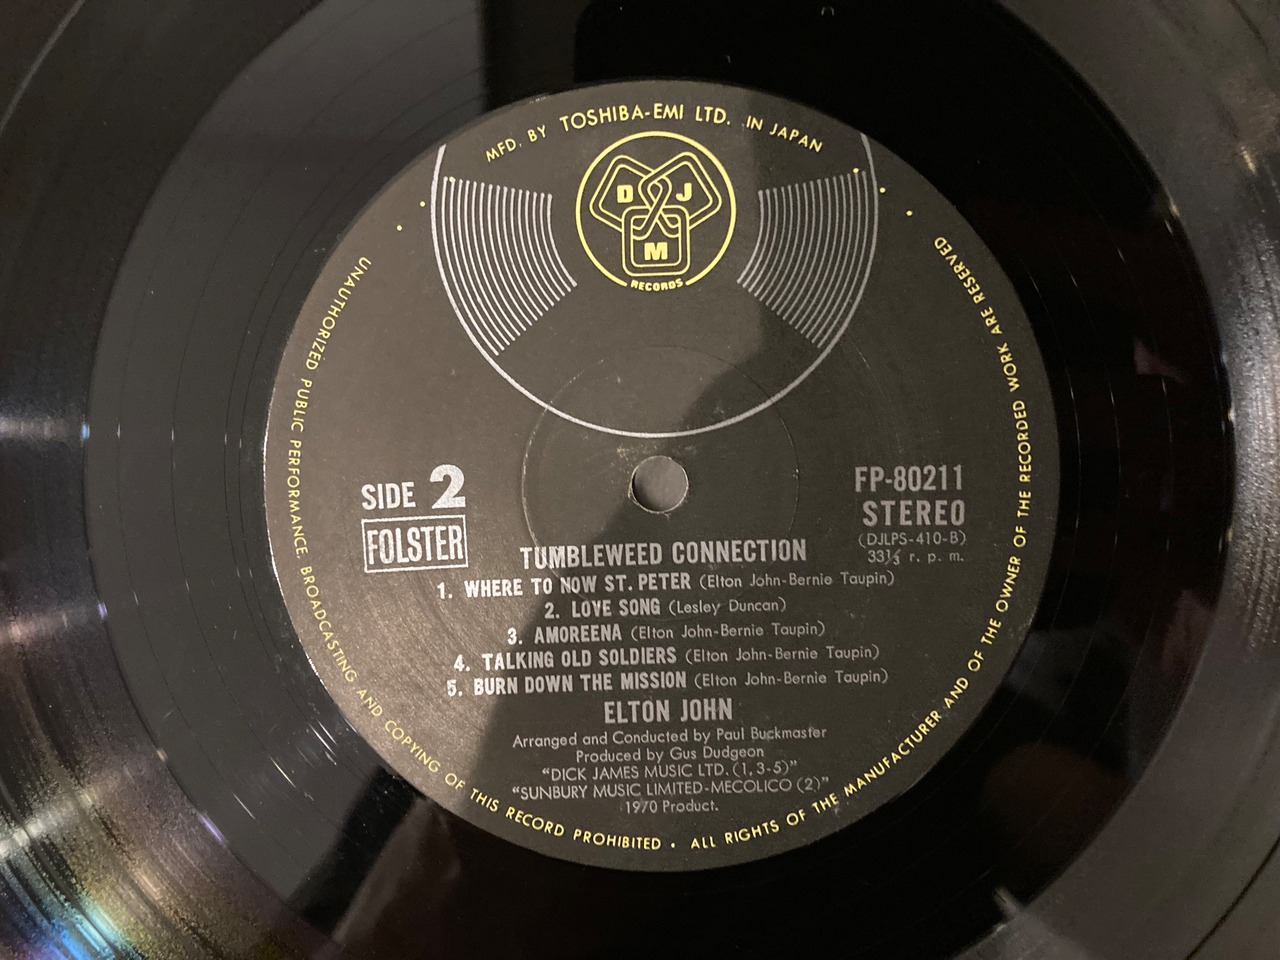 MFD. BY TOSHIBA-EMI LTD. IN JAPAN
D J
M
RECORDS
SIDE 2
FOLSTER
FP-80211
STEREO
(DJLPS-410-B)
33⅓ r. p. m.
TUMBLEWEED CONNECTION
1. WHERE TO NOW ST. PETER (Elton John-Bernie Taupin)
2. LOVE SONG (Lesley Duncan)
3. AMOREENA (Elton John-Bernie Taupin)
4. TALKING OLD SOLDIERS (Elton John-Bernie Taupin)
5. BURN DOWN THE MISSION (Elton John-Bernie Taupin)
ELTON JOHN
Arranged and Conducted by Paul Buckmaster
Produced by Gus Dudgeon
"DICK JAMES MUSIC LTD. (1, 3-5)"
"SUNBURY MUSIC LIMITED-MECOLICO (2)"
1970 Product.
UNAUTHORIZED PUBLIC PERFORMANCE, BROADCASTING AND COPYING OF THIS RECORD PROHIBITED • ALL RIGHTS OF THE MANUFACTURER AND OF THE OWNER OF THE RECORDED WORK ARE RESERVED